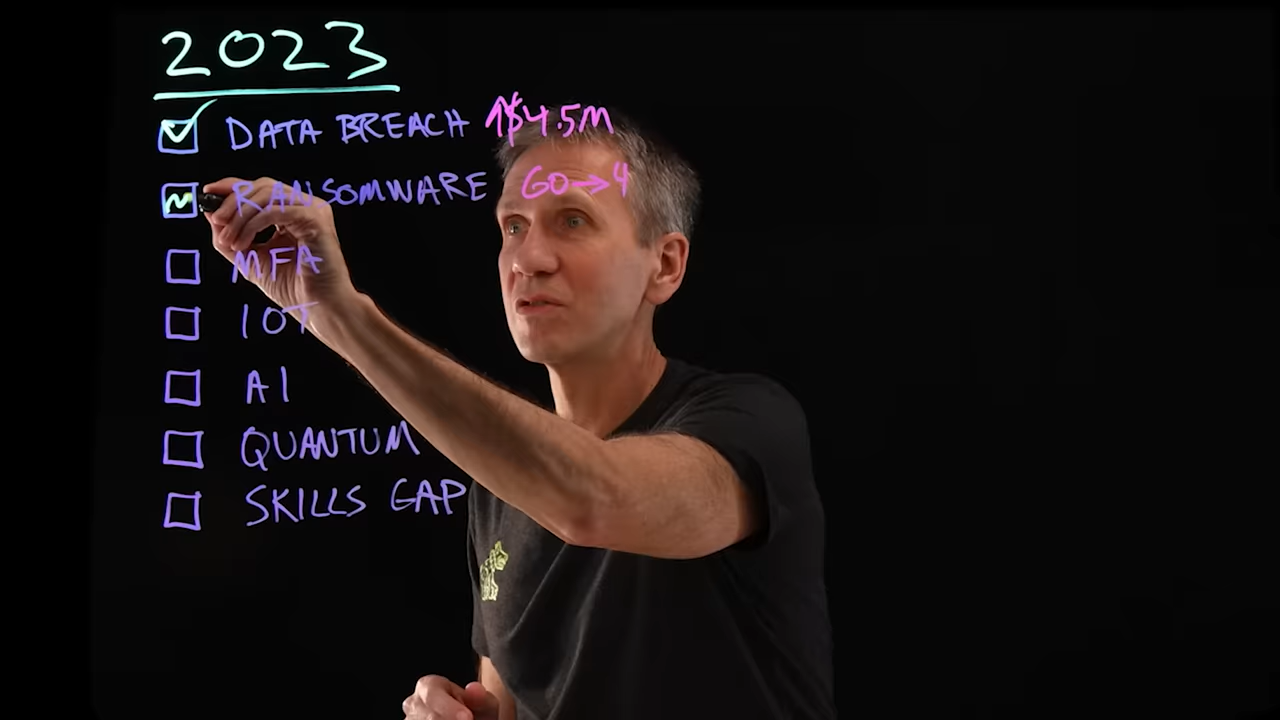 2023
DATA BREACH ↑$4.5M
RANSOMWARE 60→4
MFA
IOT
AI
QUANTUM
SKILLS GAP